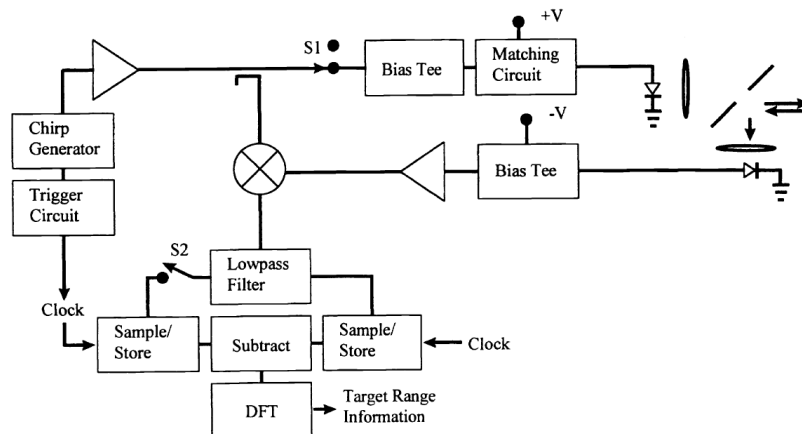 +V
S1
Bias Tee
Matching
Circuit
Chirp
Generator
-V
Bias Tee
Trigger
Circuit
S2
Lowpass
Filter
Clock
Sample/
Store
Subtract
Sample/
Store
Clock
DFT
Target Range
Information